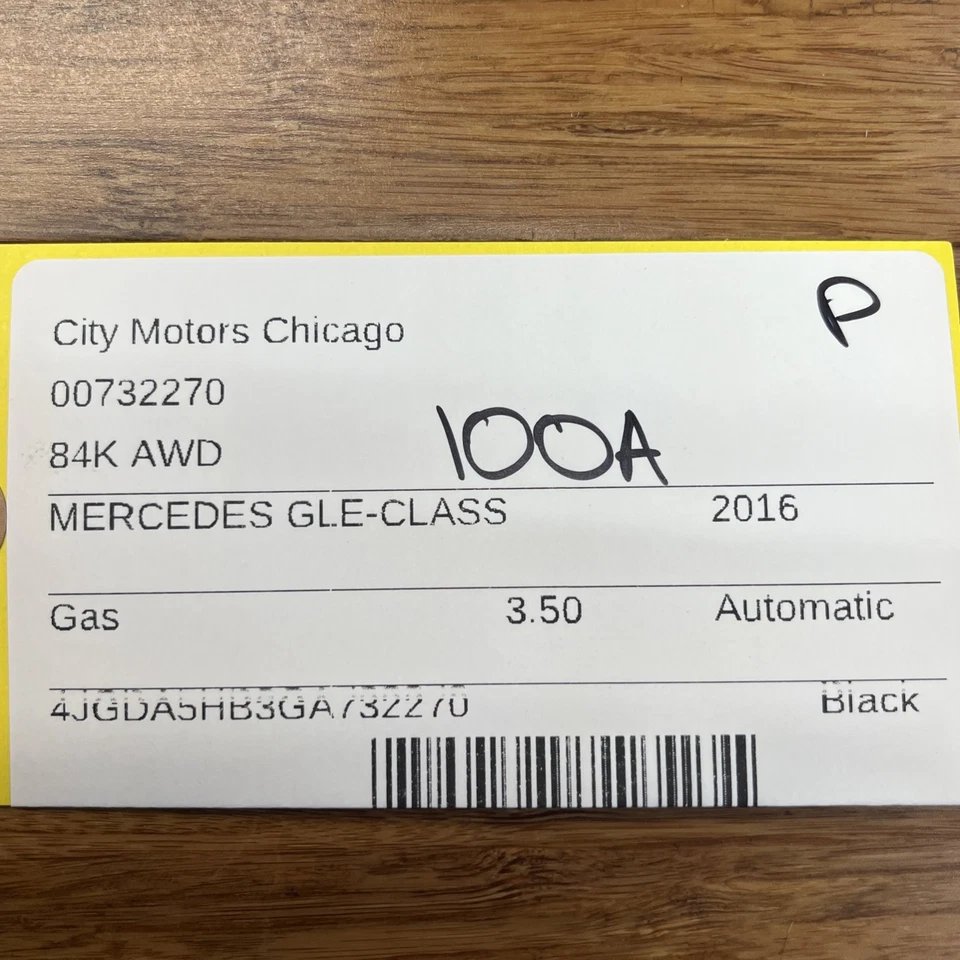 P
City Motors Chicago
00732270
84K AWD 100A
MERCEDES GLE-CLASS 2016
Gas 3.50 Automatic
4JGDA5HB3GA732270 Black